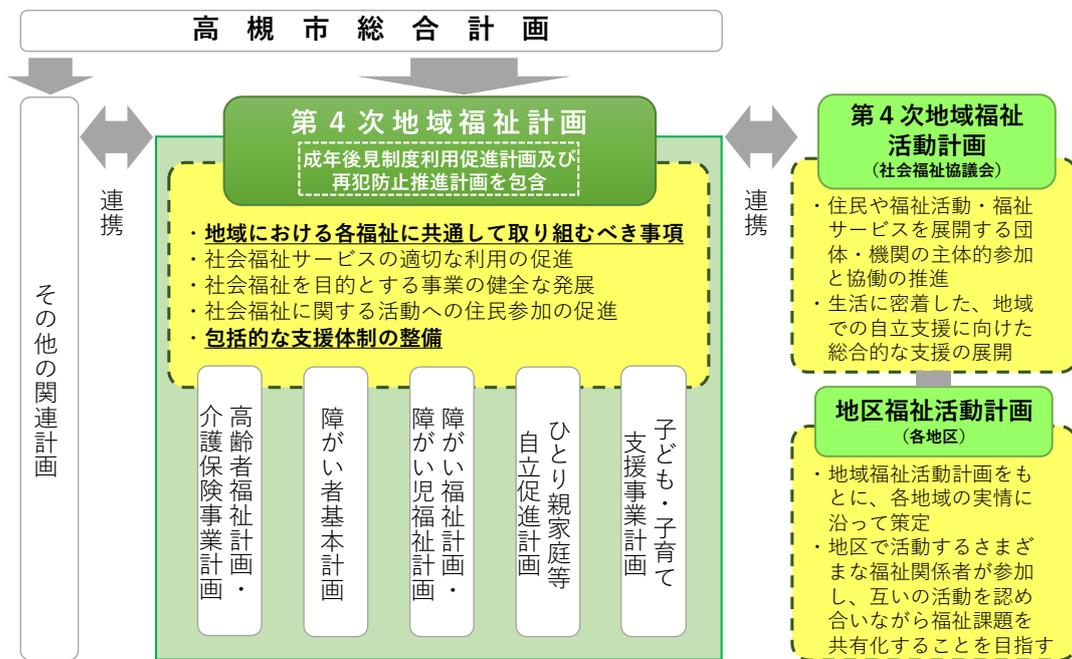 高槻市総合計画
その他の関連計画
連携
第４次地域福祉計画
成年後見制度利用促進計画及び
再犯防止推進計画を包含
・地域における各福祉に共通して取り組むべき事項
・社会福祉サービスの適切な利用の促進
・社会福祉を目的とする事業の健全な発展
・社会福祉に関する活動への住民参加の促進
・包括的な支援体制の整備
高齢者福祉計画・
介護保険事業計画
障がい者基本計画
障がい福祉計画・
障がい児福祉計画
ひとり親家庭等
自立促進計画
子ども・子育て
支援事業計画
連携
第４次地域福祉
活動計画
（社会福祉協議会）
・住民や福祉活動・福祉
サービスを展開する団
体・機関の主体的参加
と協働の推進
・生活に密着した、地域
での自立支援に向けた
総合的な支援の展開
地区福祉活動計画
（各地区）
・地域福祉活動計画をも
とに、各地域の実情に
沿って策定
・地区で活動するさまざ
まな福祉関係者が参加
し、互いの活動を認め
合いながら福祉課題を
共有化することを目指す